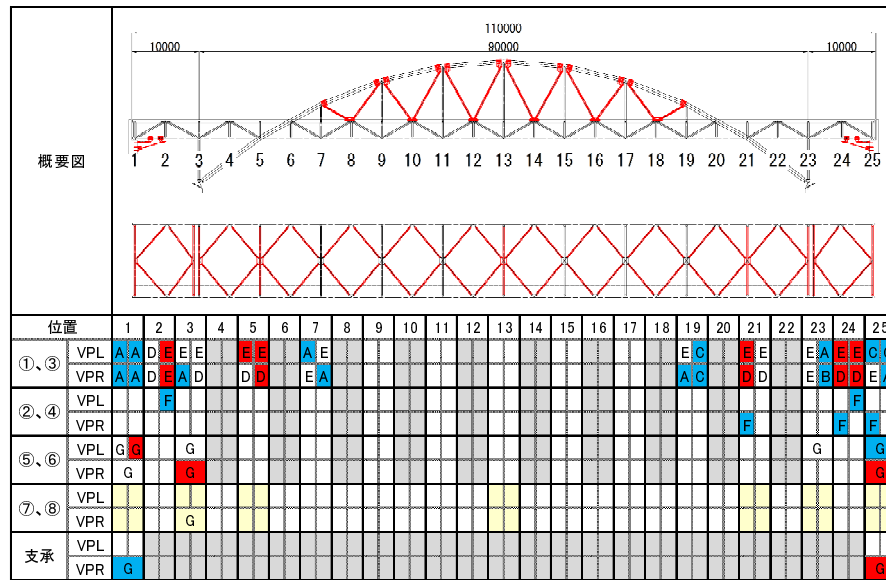 110000
10000 90000 10000
概要図
1 2 3 4 5 6 7 8 9 10 11 12 13 14 15 16 17 18 19 20 21 22 23 24 25
位置 1 2 3 4 5 6 7 8 9 10 11 12 13 14 15 16 17 18 19 20 21 22 23 24 25
①、③ VPL A A D E E E E E A E E C E E E A E E C C
VPR A A D E A D D D E A A C D D E B D D E A
②、④ VPL F F
VPR F F F
⑤、⑥ VPL G G G G G
VPR G G G
⑦、⑧ VPL
VPR G
支承 VPL
VPR G G